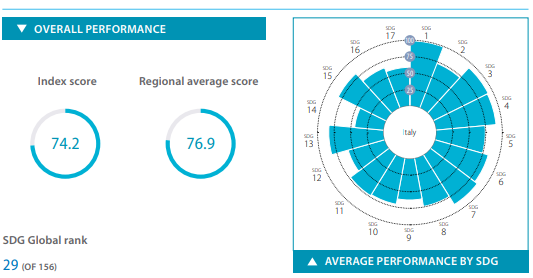 ▼ OVERALL PERFORMANCE
Index score
Regional average score
74.2
76.9
SDG Global rank
29 (OF 156)
SDG
1
SDG
2
SDG
3
SDG
4
SDG
5
SDG
6
SDG
7
SDG
8
SDG
9
SDG
10
SDG
11
SDG
12
SDG
13
SDG
14
SDG
15
SDG
16
SDG
17
100
75
50
25
Italy
▲ AVERAGE PERFORMANCE BY SDG